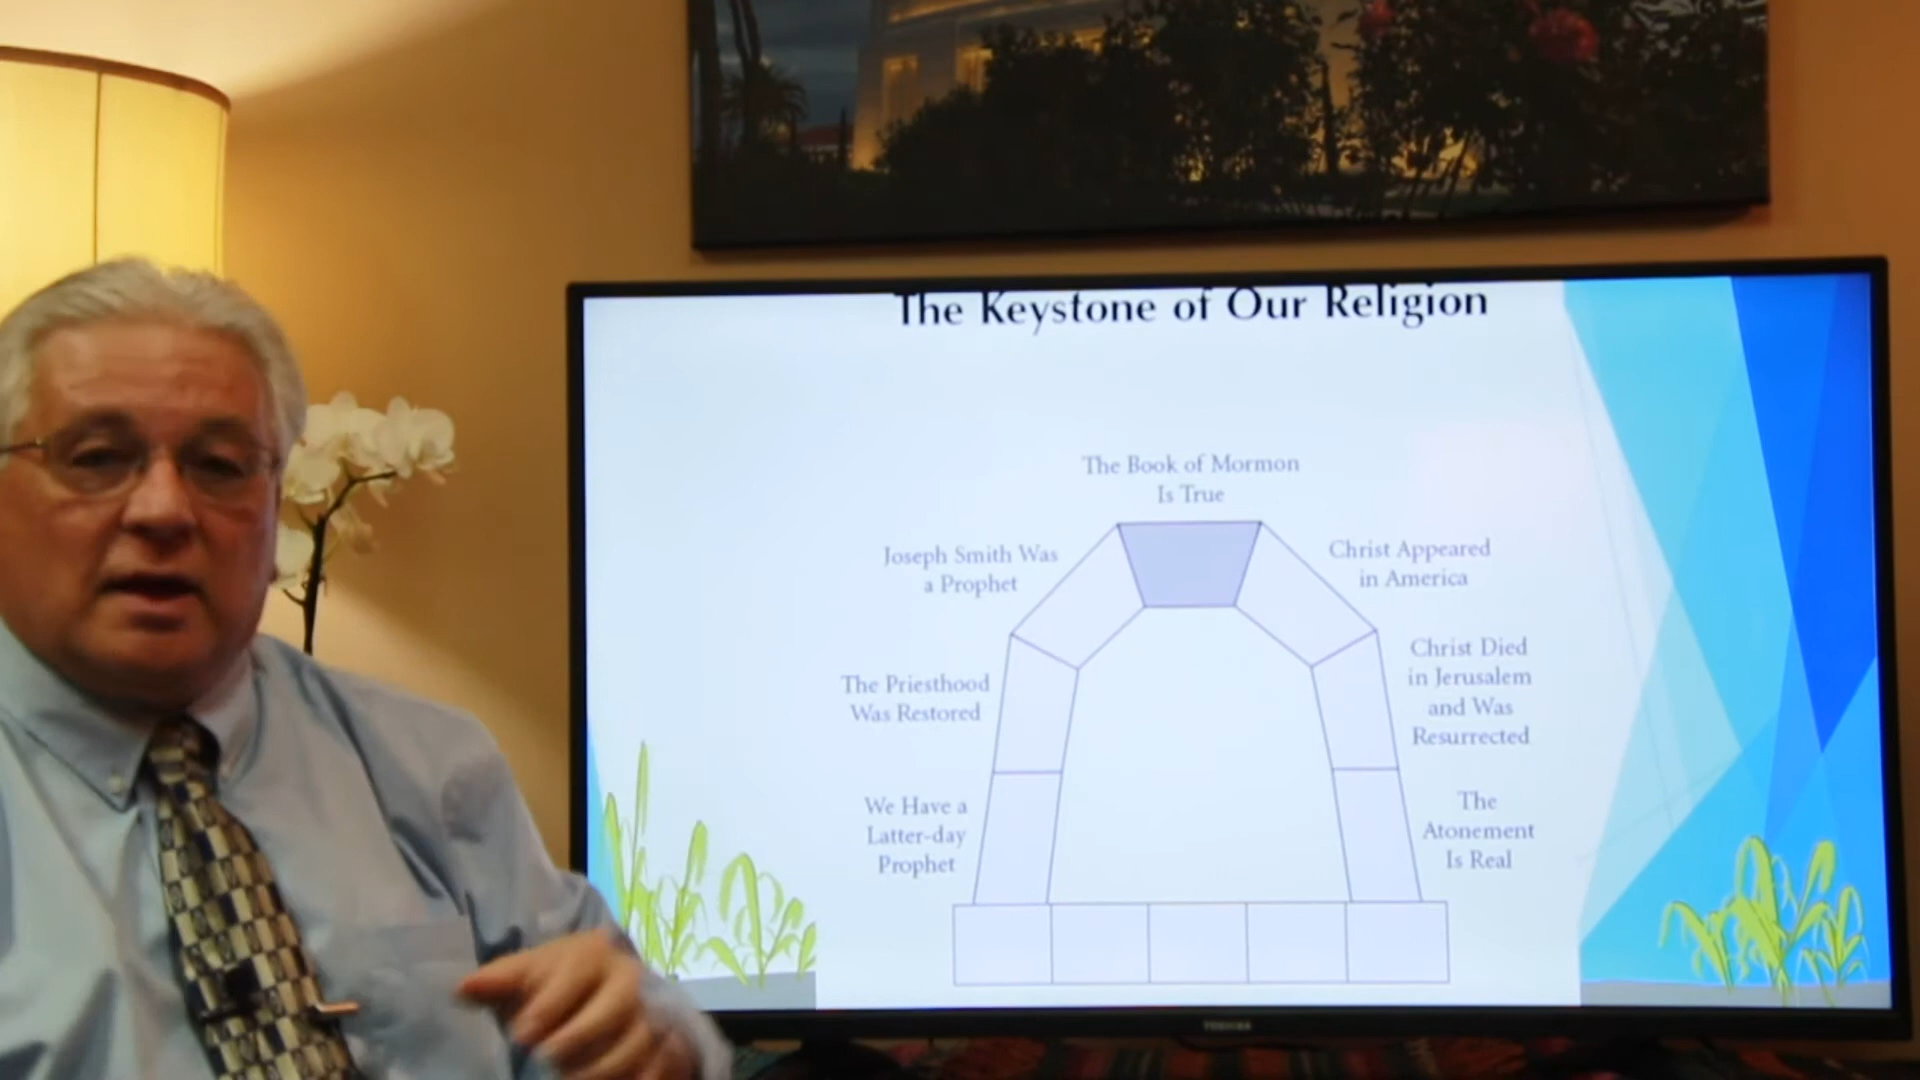 The Keystone of Our Religion
The Book of Mormon
Is True
Joseph Smith Was
a Prophet
Christ Appeared
in America
The Priesthood
Was Restored
Christ Died
in Jerusalem
and Was
Resurrected
We Have a
Latter-day
Prophet
The
Atonement
Is Real
TOSHIBA